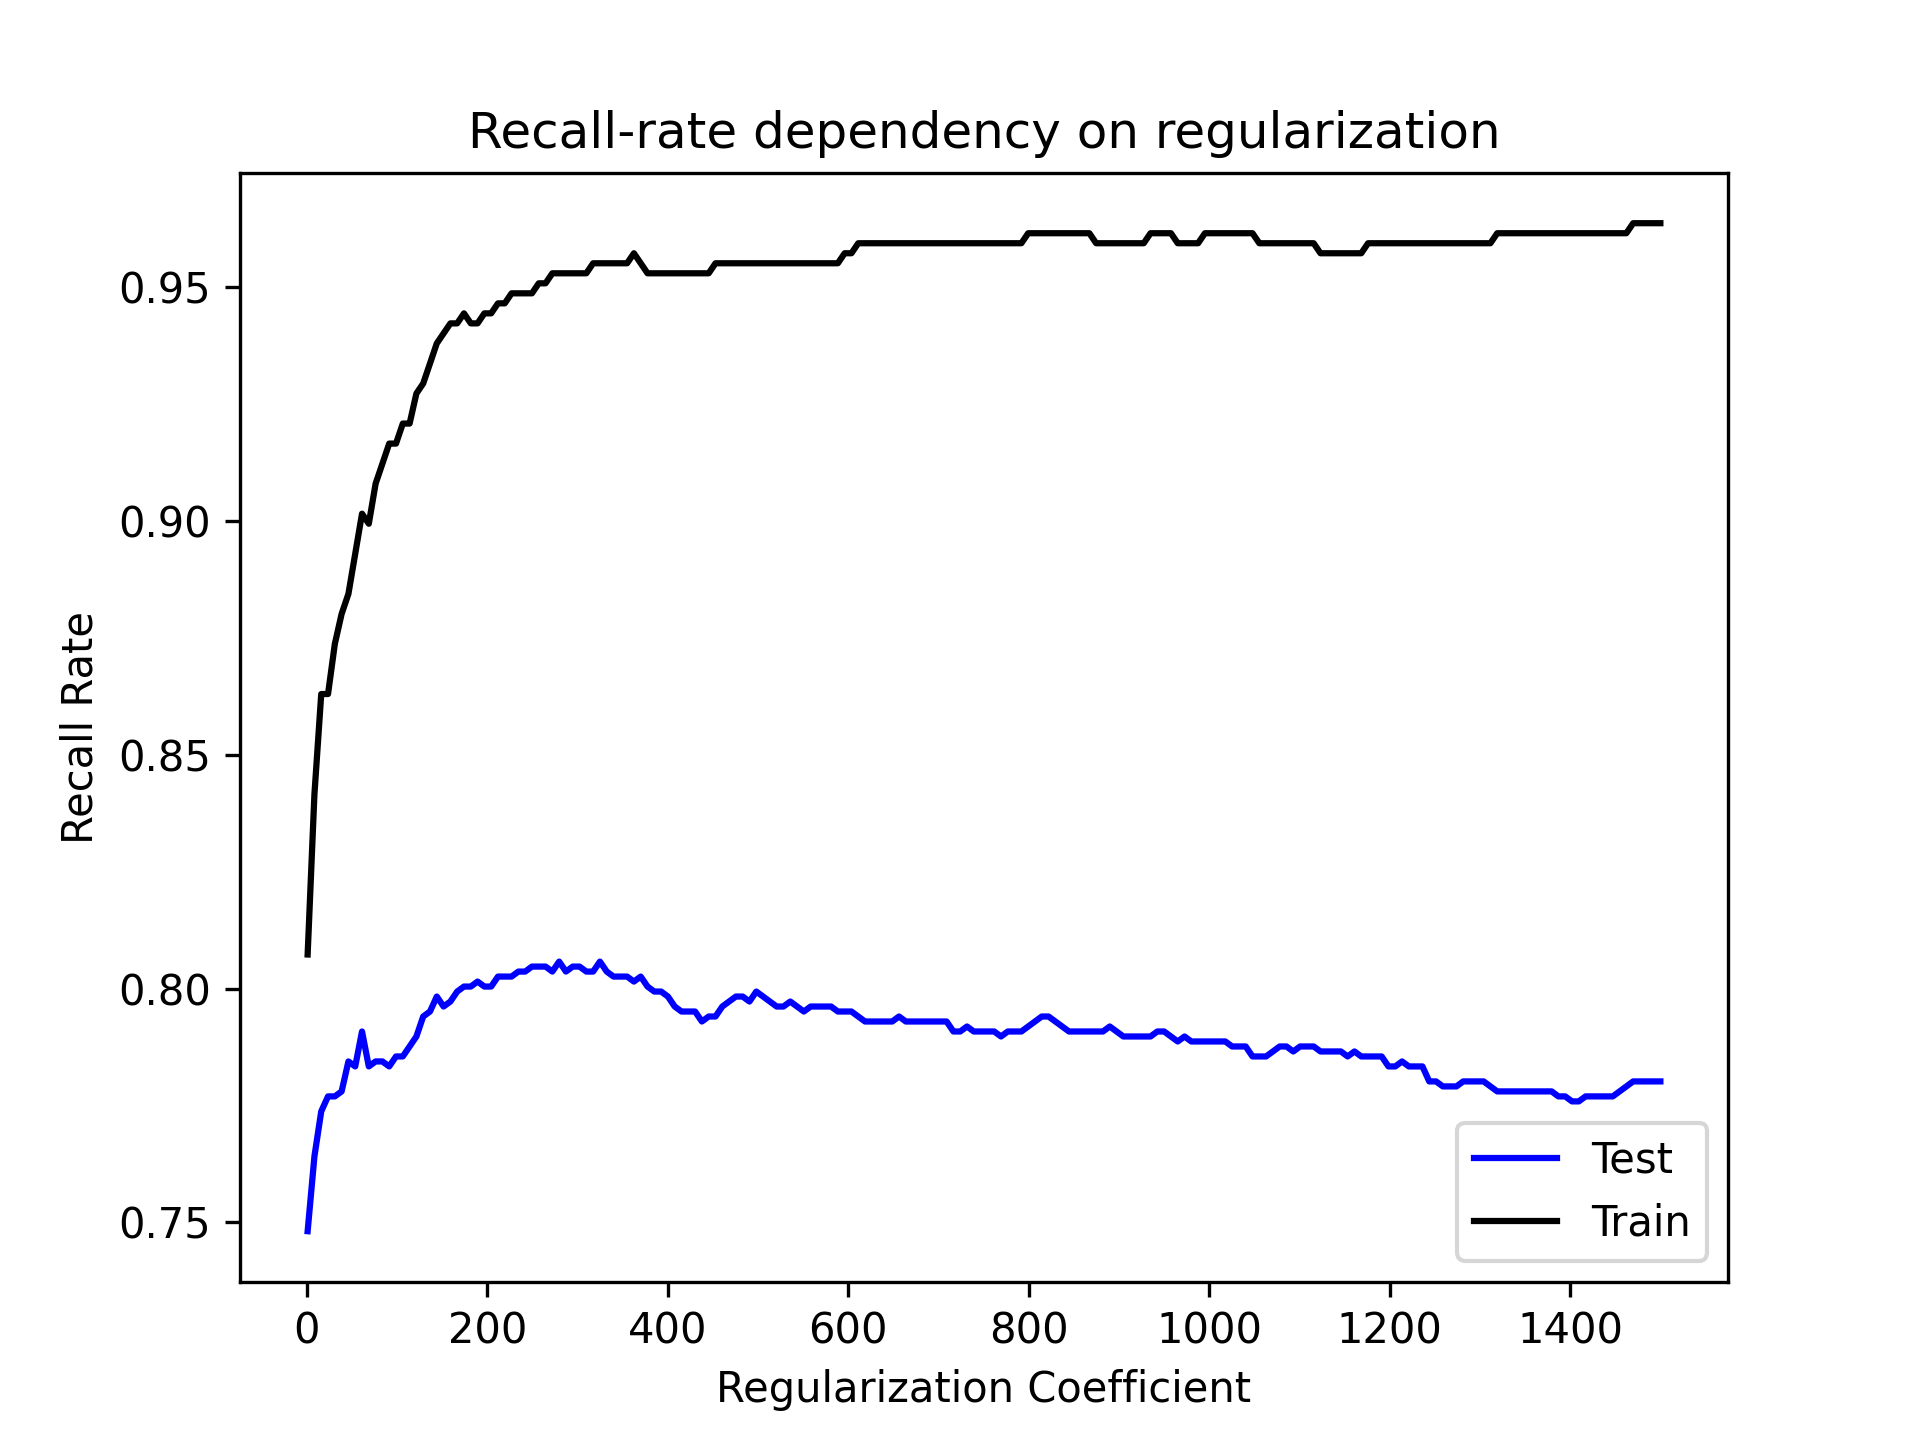 Recall-rate dependency on regularization
Recall Rate
0.95
0.90
0.85
0.80
0.75
Test
Train
0 200 400 600 800 1000 1200 1400
Regularization Coefficient